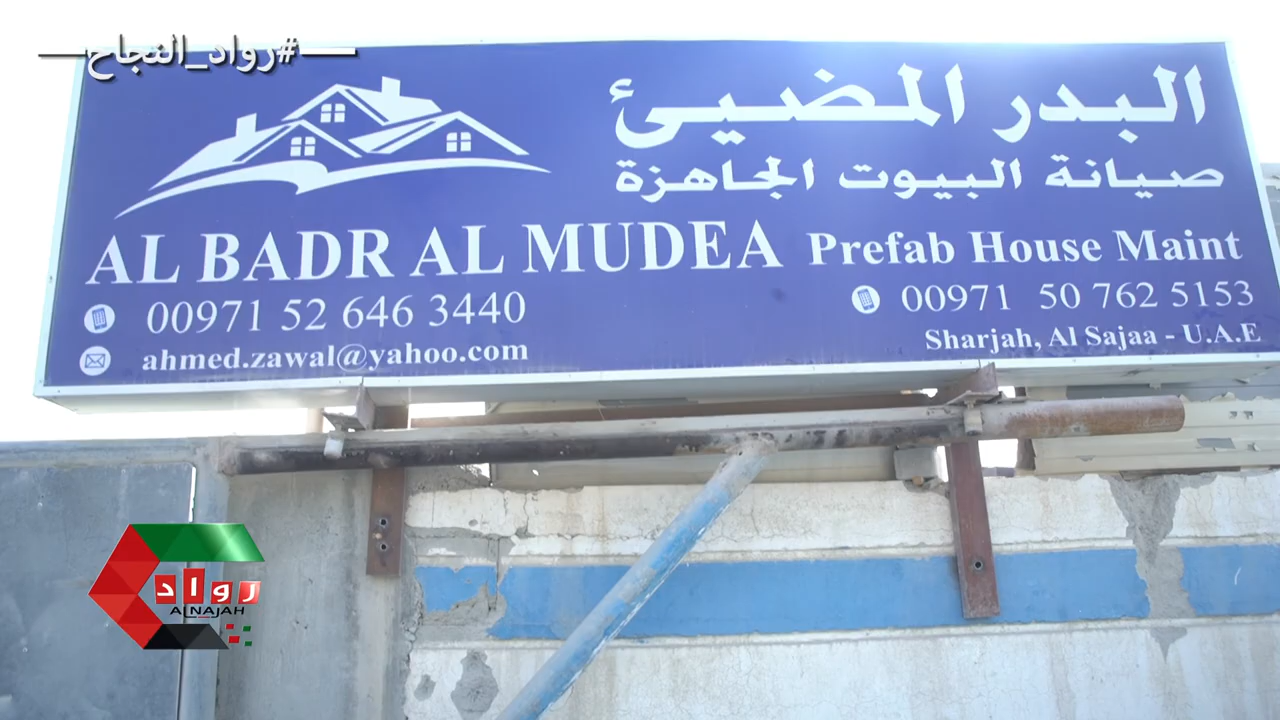 #رواد_النجاح
البدر المضيئ
صيانة البيوت الجاهزة
AL BADR AL MUDEA Prefab House Maint
00971 52 646 3440
00971 50 762 5153
ahmed.zawal@yahoo.com
Sharjah, Al Sajaa - U.A.E
رواد
ALNAJAH